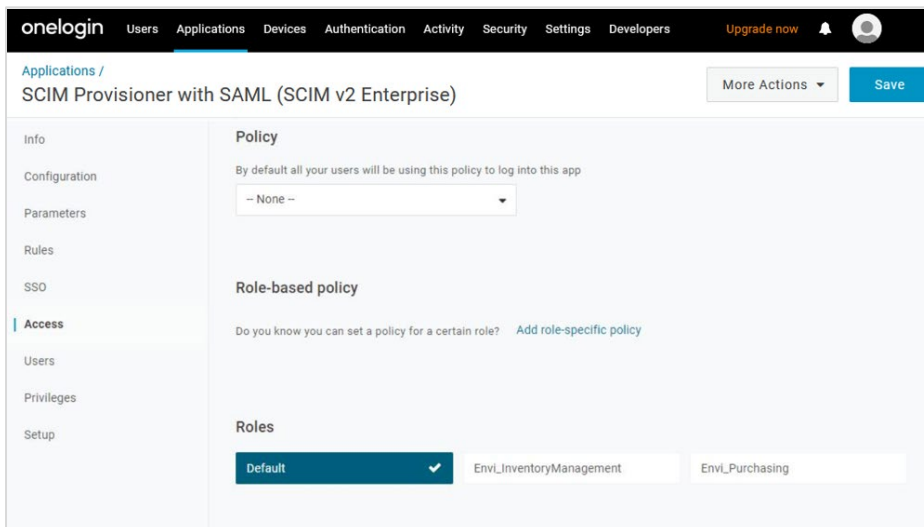 onelogin Users Applications Devices Authentication Activity Security Settings Developers Upgrade now
Applications /
SCIM Provisioner with SAML (SCIM v2 Enterprise)
More Actions
Save
Info
Configuration
Parameters
Rules
SSO
Access
Users
Privileges
Setup
Policy
By default all your users will be using this policy to log into this app
-- None --
Role-based policy
Do you know you can set a policy for a certain role? Add role-specific policy
Roles
Default Envi_InventoryManagement Envi_Purchasing